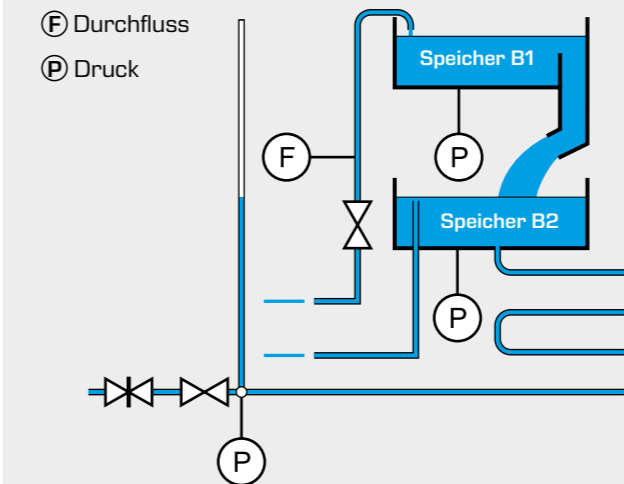 F Durchfluss
P Druck
Speicher B1
F
P
Speicher B2
P
P